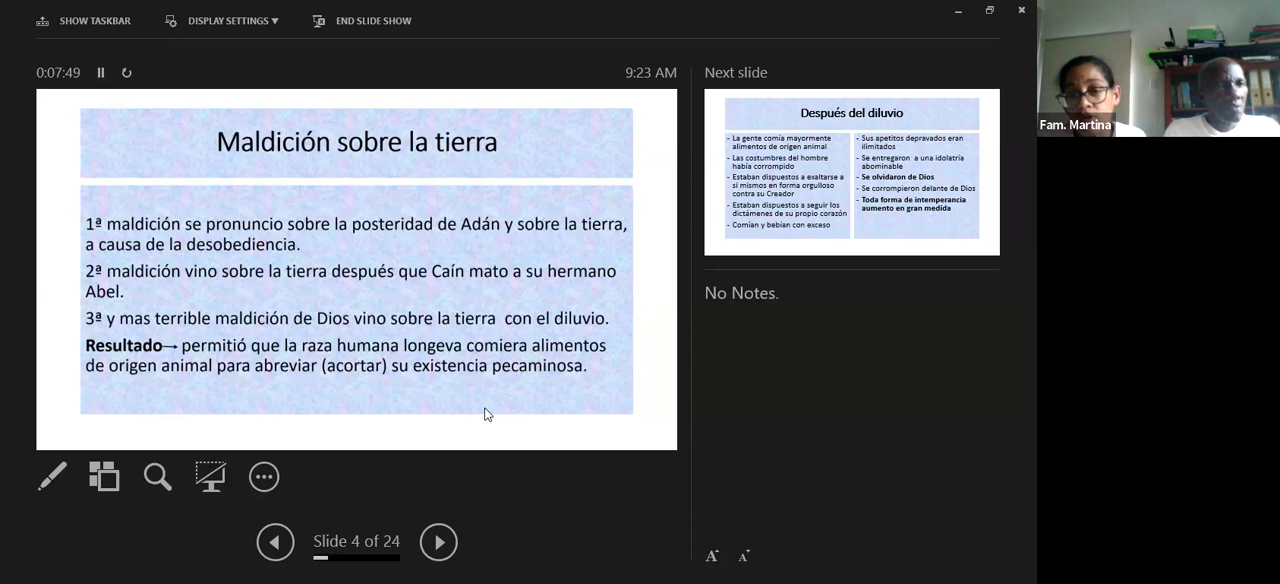 SHOW TASKBAR
DISPLAY SETTINGS ▼
END SLIDE SHOW
0:07:49
9:23 AM
Maldición sobre la tierra
1ª maldición se pronuncio sobre la posteridad de Adán y sobre la tierra,
a causa de la desobediencia.
2ª maldición vino sobre la tierra después que Caín mato a su hermano
Abel.
3ª y mas terrible maldición de Dios vino sobre la tierra con el diluvio.
Resultado→ permitió que la raza humana longeva comiera alimentos
de origen animal para abreviar (acortar) su existencia pecaminosa.
Slide 4 of 24
Next slide
Después del diluvio
- La gente comía mayormente
alimentos de origen animal
- Las costumbres del hombre
había corrompido
- Estaban dispuestos a exaltarse a
si mismos en forma orgulloso
contra su Creador
- Estaban dispuestos a seguir los
dictámenes de su propio corazón
- Comían y bebían con exceso
- Sus apetitos depravados eran
ilimitados
- Se entregaron a una idolatría
abominable
- Se olvidaron de Dios
- Se corrompieron delante de Dios
- Toda forma de intemperancia
aumento en gran medida
No Notes.
A A
Fam. Martina